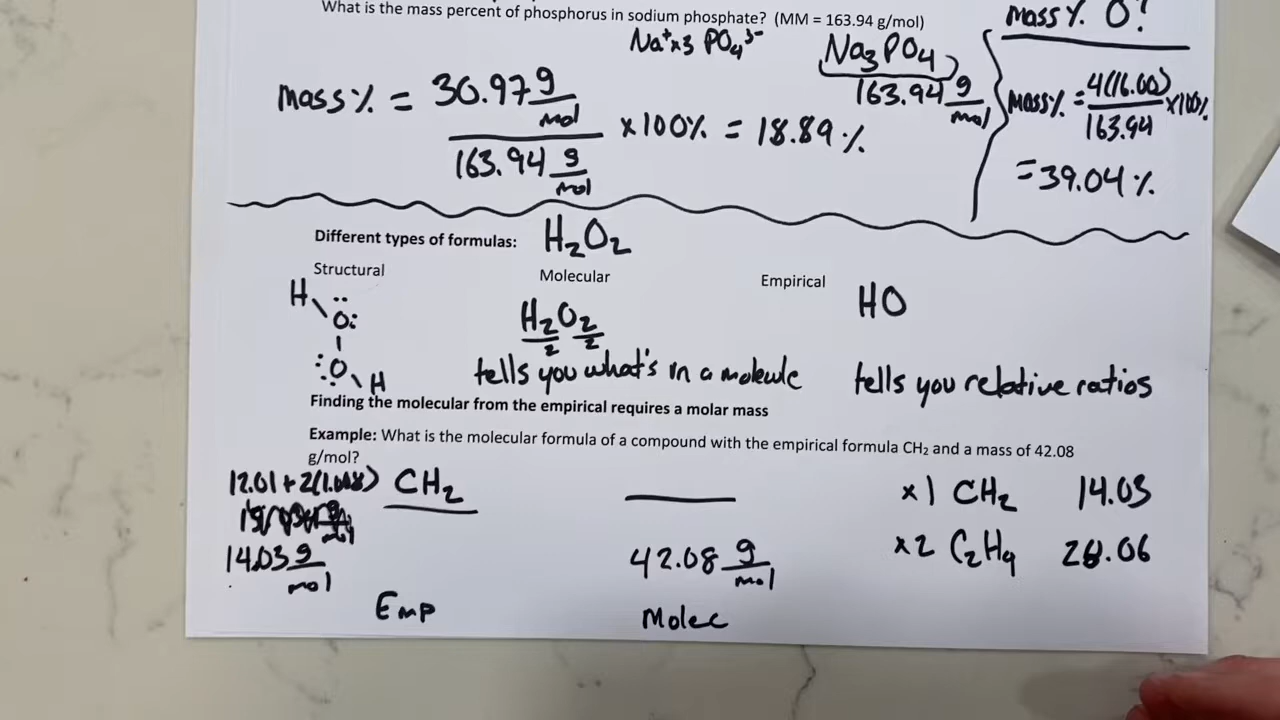 What is the mass percent of phosphorus in sodium phosphate? (MM = 163.94 g/mol)
Mass % O?
Na⁺x3 PO₄³⁻
Na₃PO₄
163.94 g/mol
Mass % = 30.97 g/mol / 163.94 g/mol x100% = 18.89 %
Mass% = 4(16.00) / 163.94 x100%
= 39.04 %
Different types of formulas: H₂O₂
Structural Molecular Empirical
H
O:
:O
H
H₂O₂
2 2
HO
tells you what's in a molecule
tells you relative ratios
Finding the molecular from the empirical requires a molar mass
Example: What is the molecular formula of a compound with the empirical formula CH₂ and a mass of 42.08
g/mol?
12.01 + 2(1.008) CH₂
x1 CH₂ 14.03
14.03 g/mol
42.08 g/mol
x2 C₂H₄ 28.06
Emp
Molec